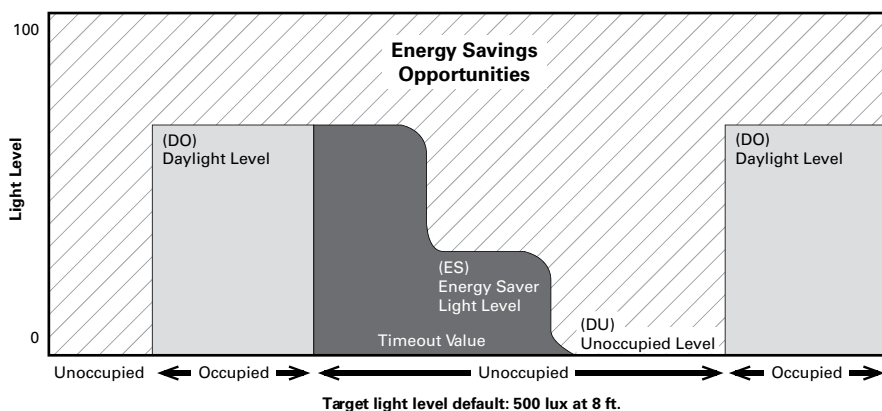 100
Energy Savings
Opportunities
(DO)
Daylight Level
(DO)
Daylight Level
Light Level
(ES)
Energy Saver
Light Level
(DU)
Unoccupied Level
Timeout Value
0
Unoccupied
Occupied
Unoccupied
Occupied
Target light level default: 500 lux at 8 ft.